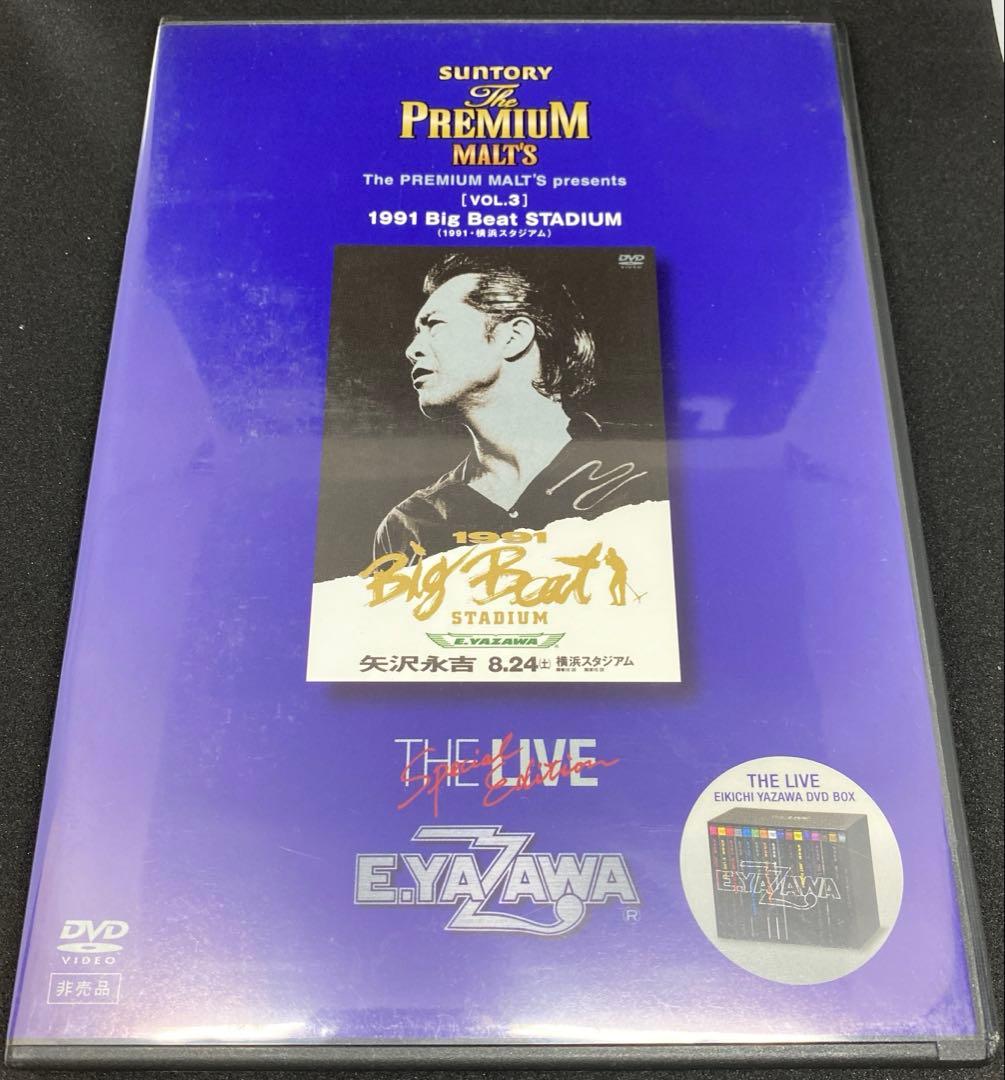 SUNTORY
The
PREMIUM
MALT'S
The PREMIUM MALT'S presents
[VOL.3]
1991 Big Beat STADIUM
(1991・横浜スタジアム)
DVD
VIDEO
1991
Big Beat
STADIUM
E.YAZAWA
矢沢永吉 8.24(土) 横浜スタジアム
THE LIVE
Special Edition
E.YAZAWA®
THE LIVE
EIKICHI YAZAWA DVD BOX
E.YAZAWA
DVD
VIDEO
非売品